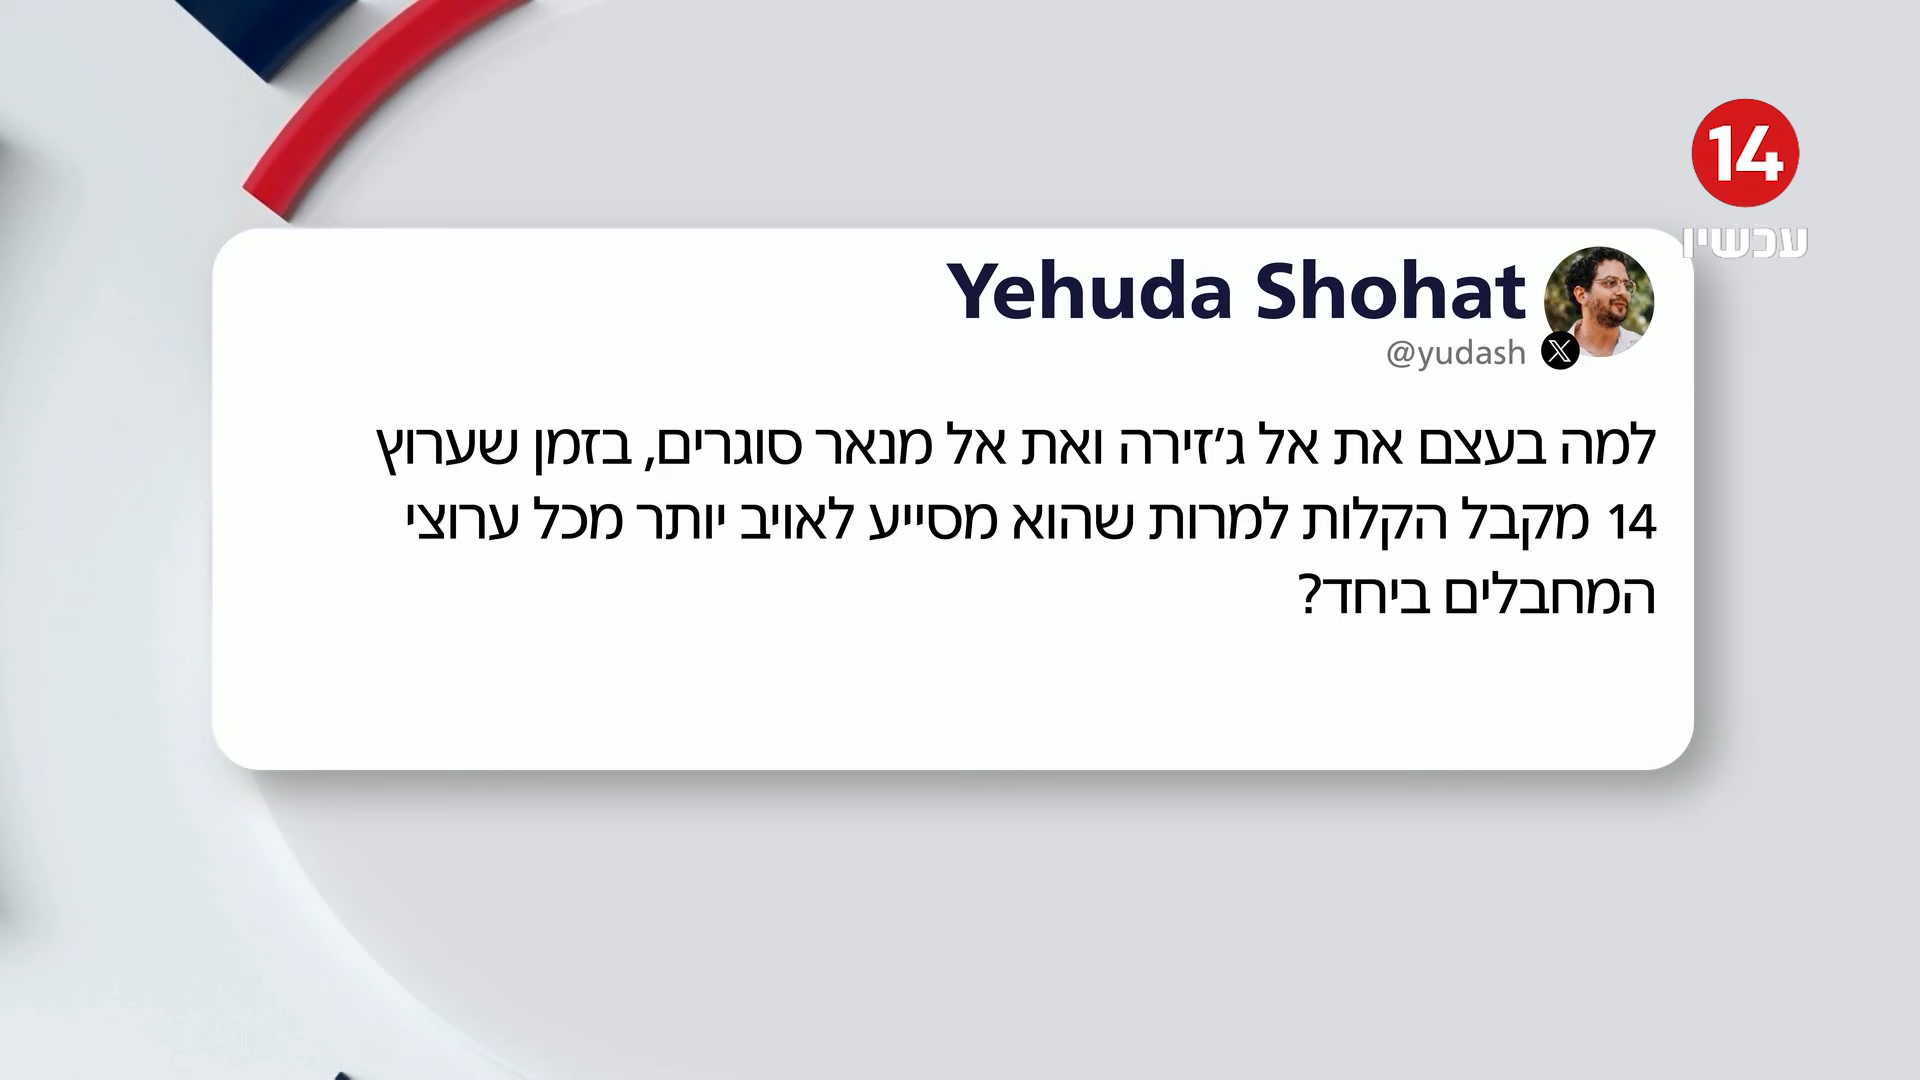 14
עכשיו
Yehuda Shohat
@yudash
למה בעצם את אל ג'זירה ואת אל מנאר סוגרים, בזמן שערוץ
14 מקבל הקלות למרות שהוא מסייע לאויב יותר מכל ערוצי
המחבלים ביחד?